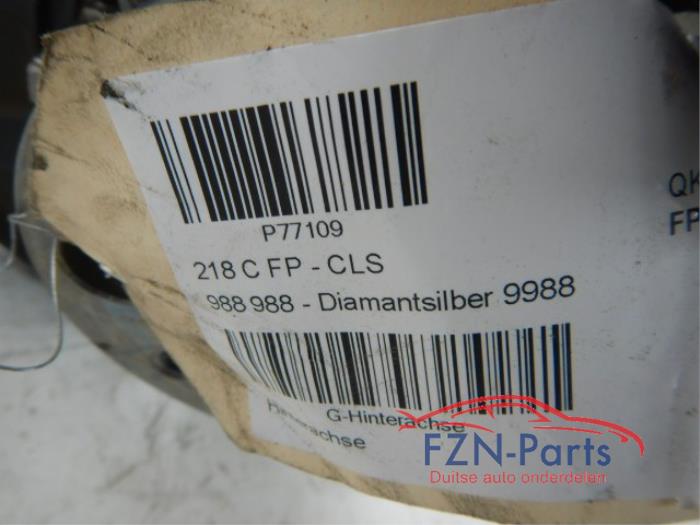 P77109
218 C FP - CLS
988 988 - Diamantsilber 9988
QK
FP
G-Hinterachse
Hinterachse
FZN-Parts
Duitse auto onderdelen